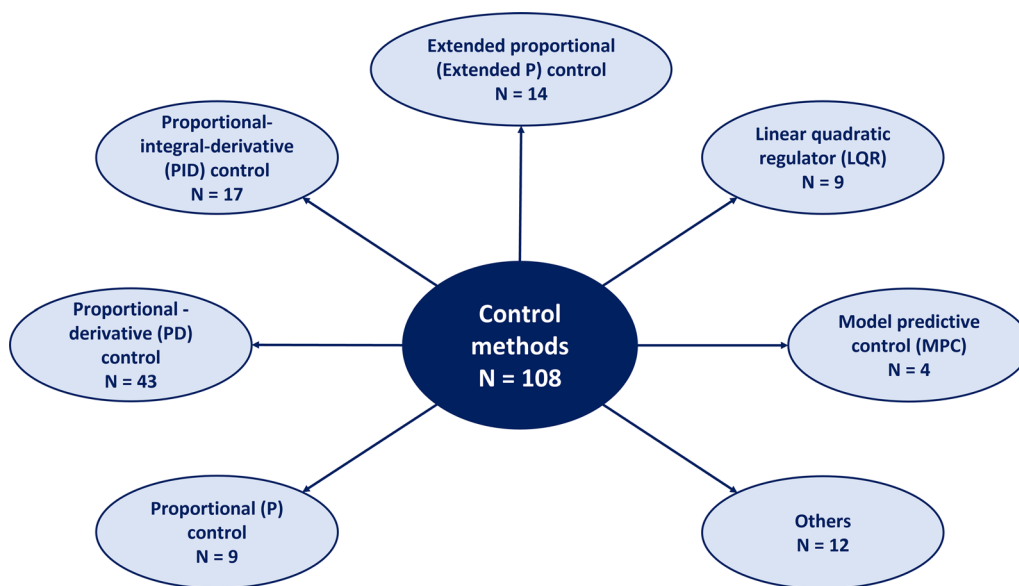 Extended proportional
(Extended P) control
N = 14
Proportional-
integral-derivative
(PID) control
N = 17
Linear quadratic
regulator (LQR)
N = 9
Proportional -
derivative (PD)
control
N = 43
Control
methods
N = 108
Model predictive
control (MPC)
N = 4
Proportional (P)
control
N = 9
Others
N = 12